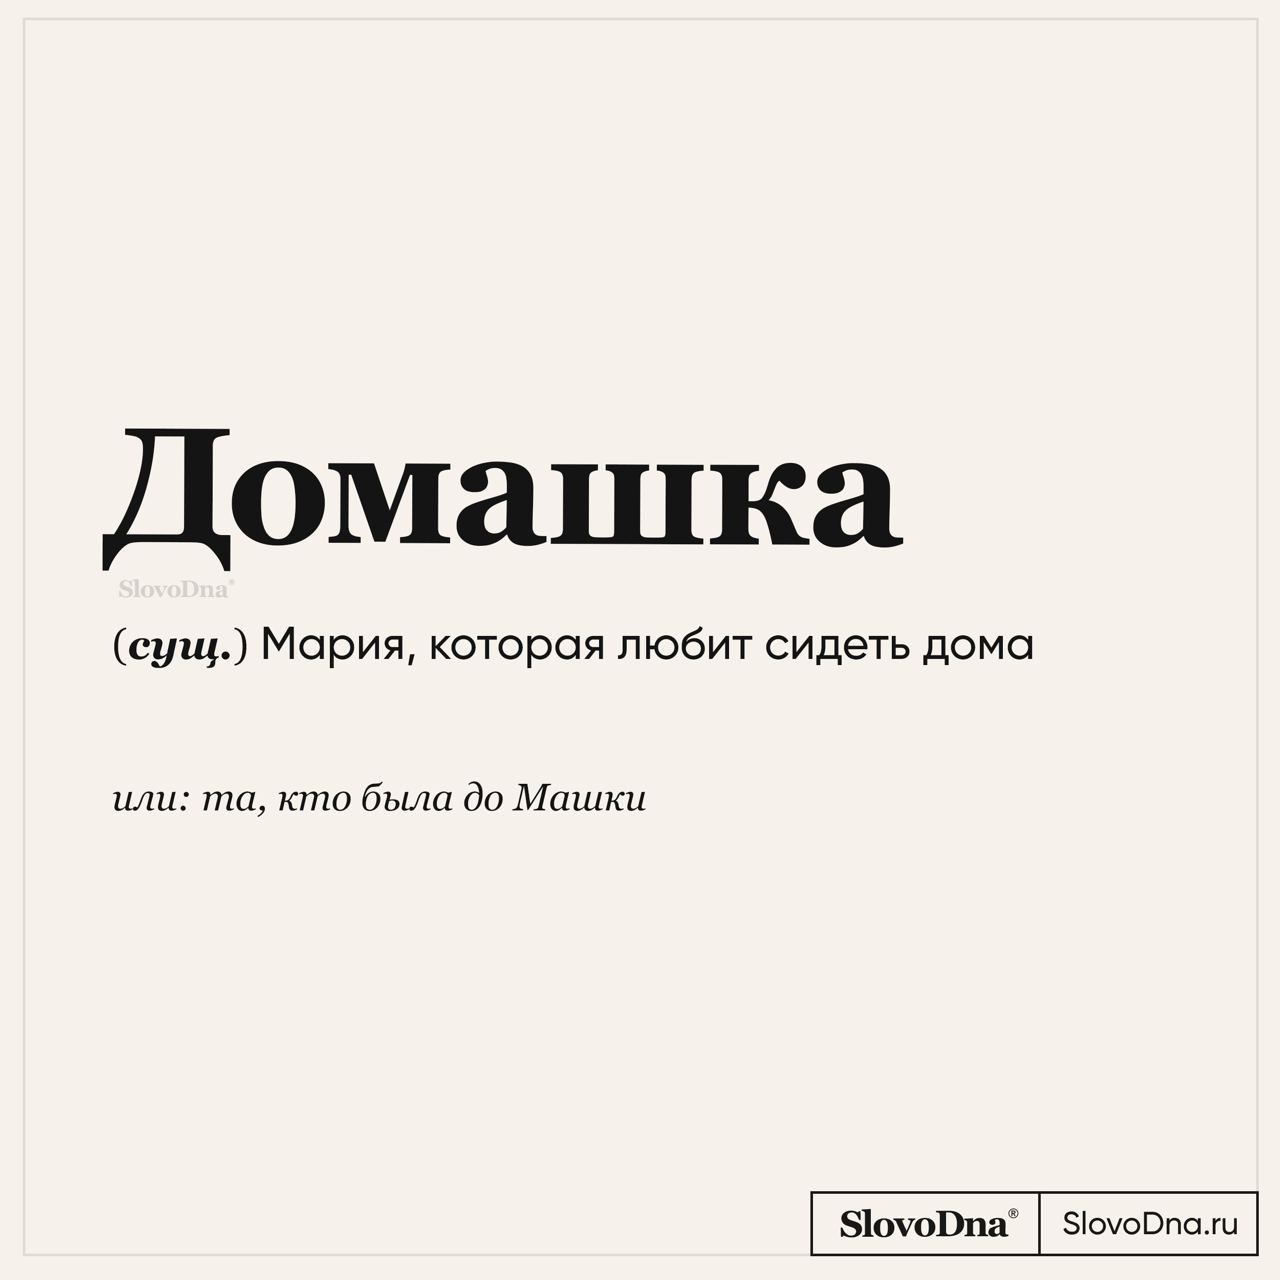 Домашка
SlovoDna®
(сущ.) Мария, которая любит сидеть дома
или: та, кто была до Машки
SlovoDna® SlovoDna.ru